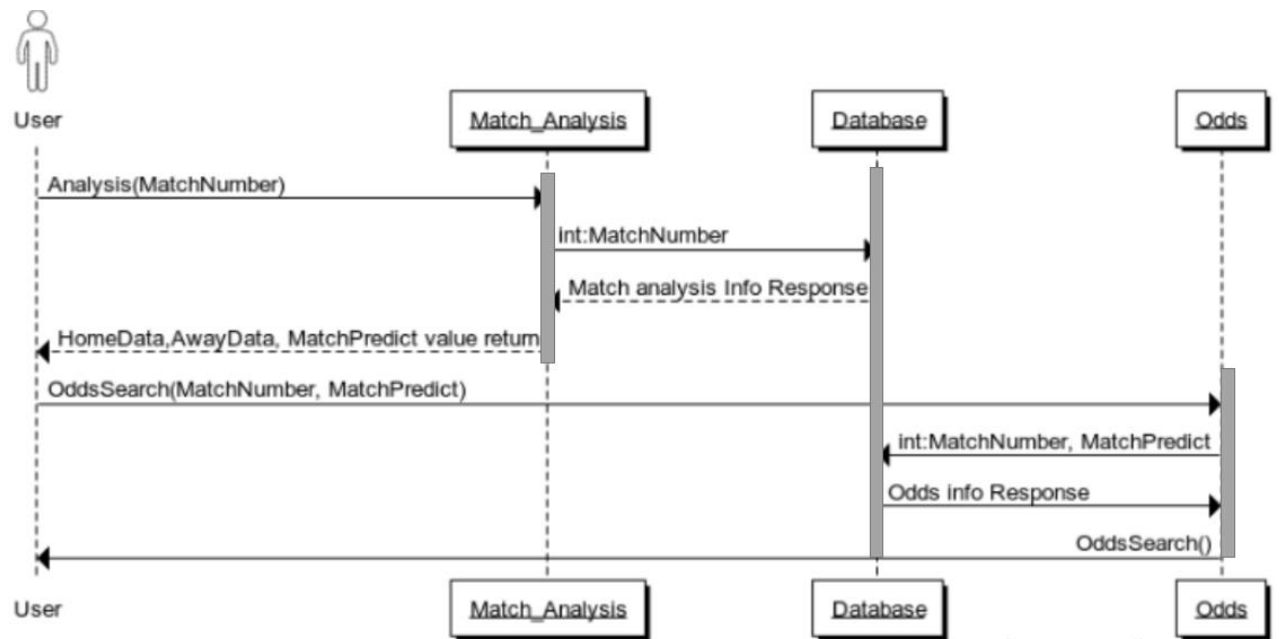 User
Match_Analysis
Database
Odds
Analysis(MatchNumber)
int:MatchNumber
Match analysis Info Response
HomeData,AwayData, MatchPredict value return
OddsSearch(MatchNumber, MatchPredict)
int:MatchNumber, MatchPredict
Odds info Response
OddsSearch()
User
Match_Analysis
Database
Odds